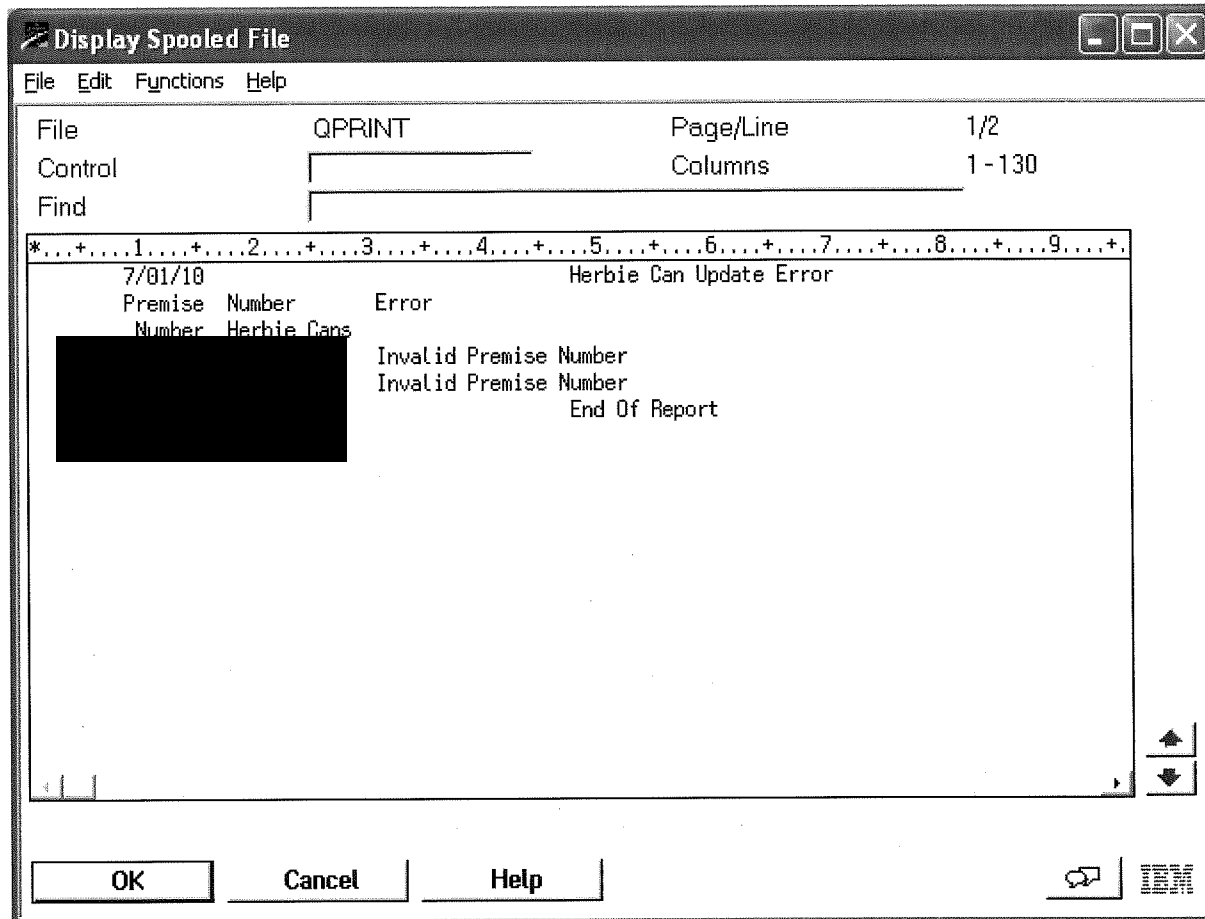 Display Spooled File
File Edit Functions Help
File QPRINT Page/Line 1/2
Control Columns 1 - 130
Find
*...+....1....+....2....+....3....+....4....+....5....+....6....+....7....+....8....+....9....+.
7/01/10 Herbie Can Update Error
Premise Number Error
Number Herbie Cans
Invalid Premise Number
Invalid Premise Number
End Of Report
OK Cancel Help IBM